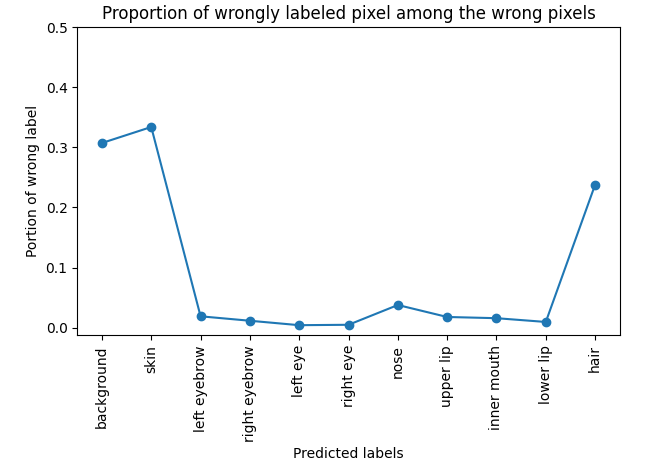 Proportion of wrongly labeled pixel among the wrong pixels
0.5
0.4
0.3
0.2
0.1
0.0
Portion of wrong label
background
skin
left eyebrow
right eyebrow
left eye
right eye
nose
upper lip
inner mouth
lower lip
hair
Predicted labels